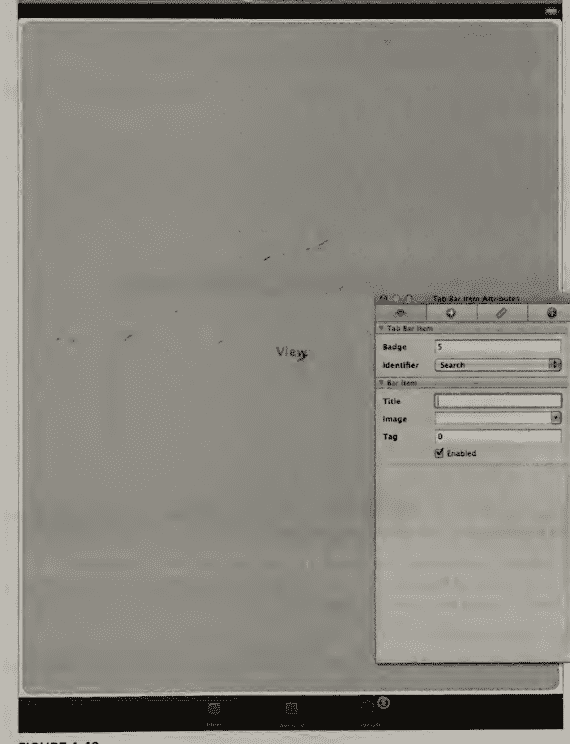 View
Tab Bar Item Attributes
Tab Bar Item
Badge 5
Identifier Search
Bar Item
Title
Image
Tag 0
Enabled